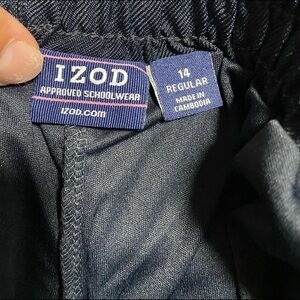 IZOD
APPROVED SCHOOLWEAR
IZOD.COM
14
REGULAR
MADE IN
CAMBODIA